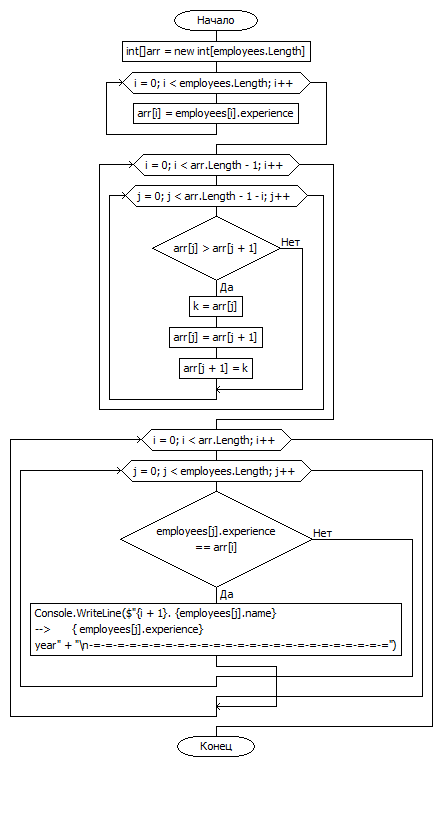 Начало
int[]arr = new int[employees.Length]
i = 0; i < employees.Length; i++
arr[i] = employees[i].experience
i = 0; i < arr.Length - 1; i++
j = 0; j < arr.Length - 1 - i; j++
arr[j] > arr[j + 1]
Нет
Да
k = arr[j]
arr[j] = arr[j + 1]
arr[j + 1] = k
i = 0; i < arr.Length; i++
j = 0; j < employees.Length; j++
employees[j].experience
== arr[i]
Нет
Да
Console.WriteLine($"{i + 1}. {employees[j].name}
--> { employees[j].experience}
year" + "\n-=-=-=-=-=-=-=-=-=-=-=-=-=-=-=-=-=-=-=-=-=-=-=-=-=")
Конец